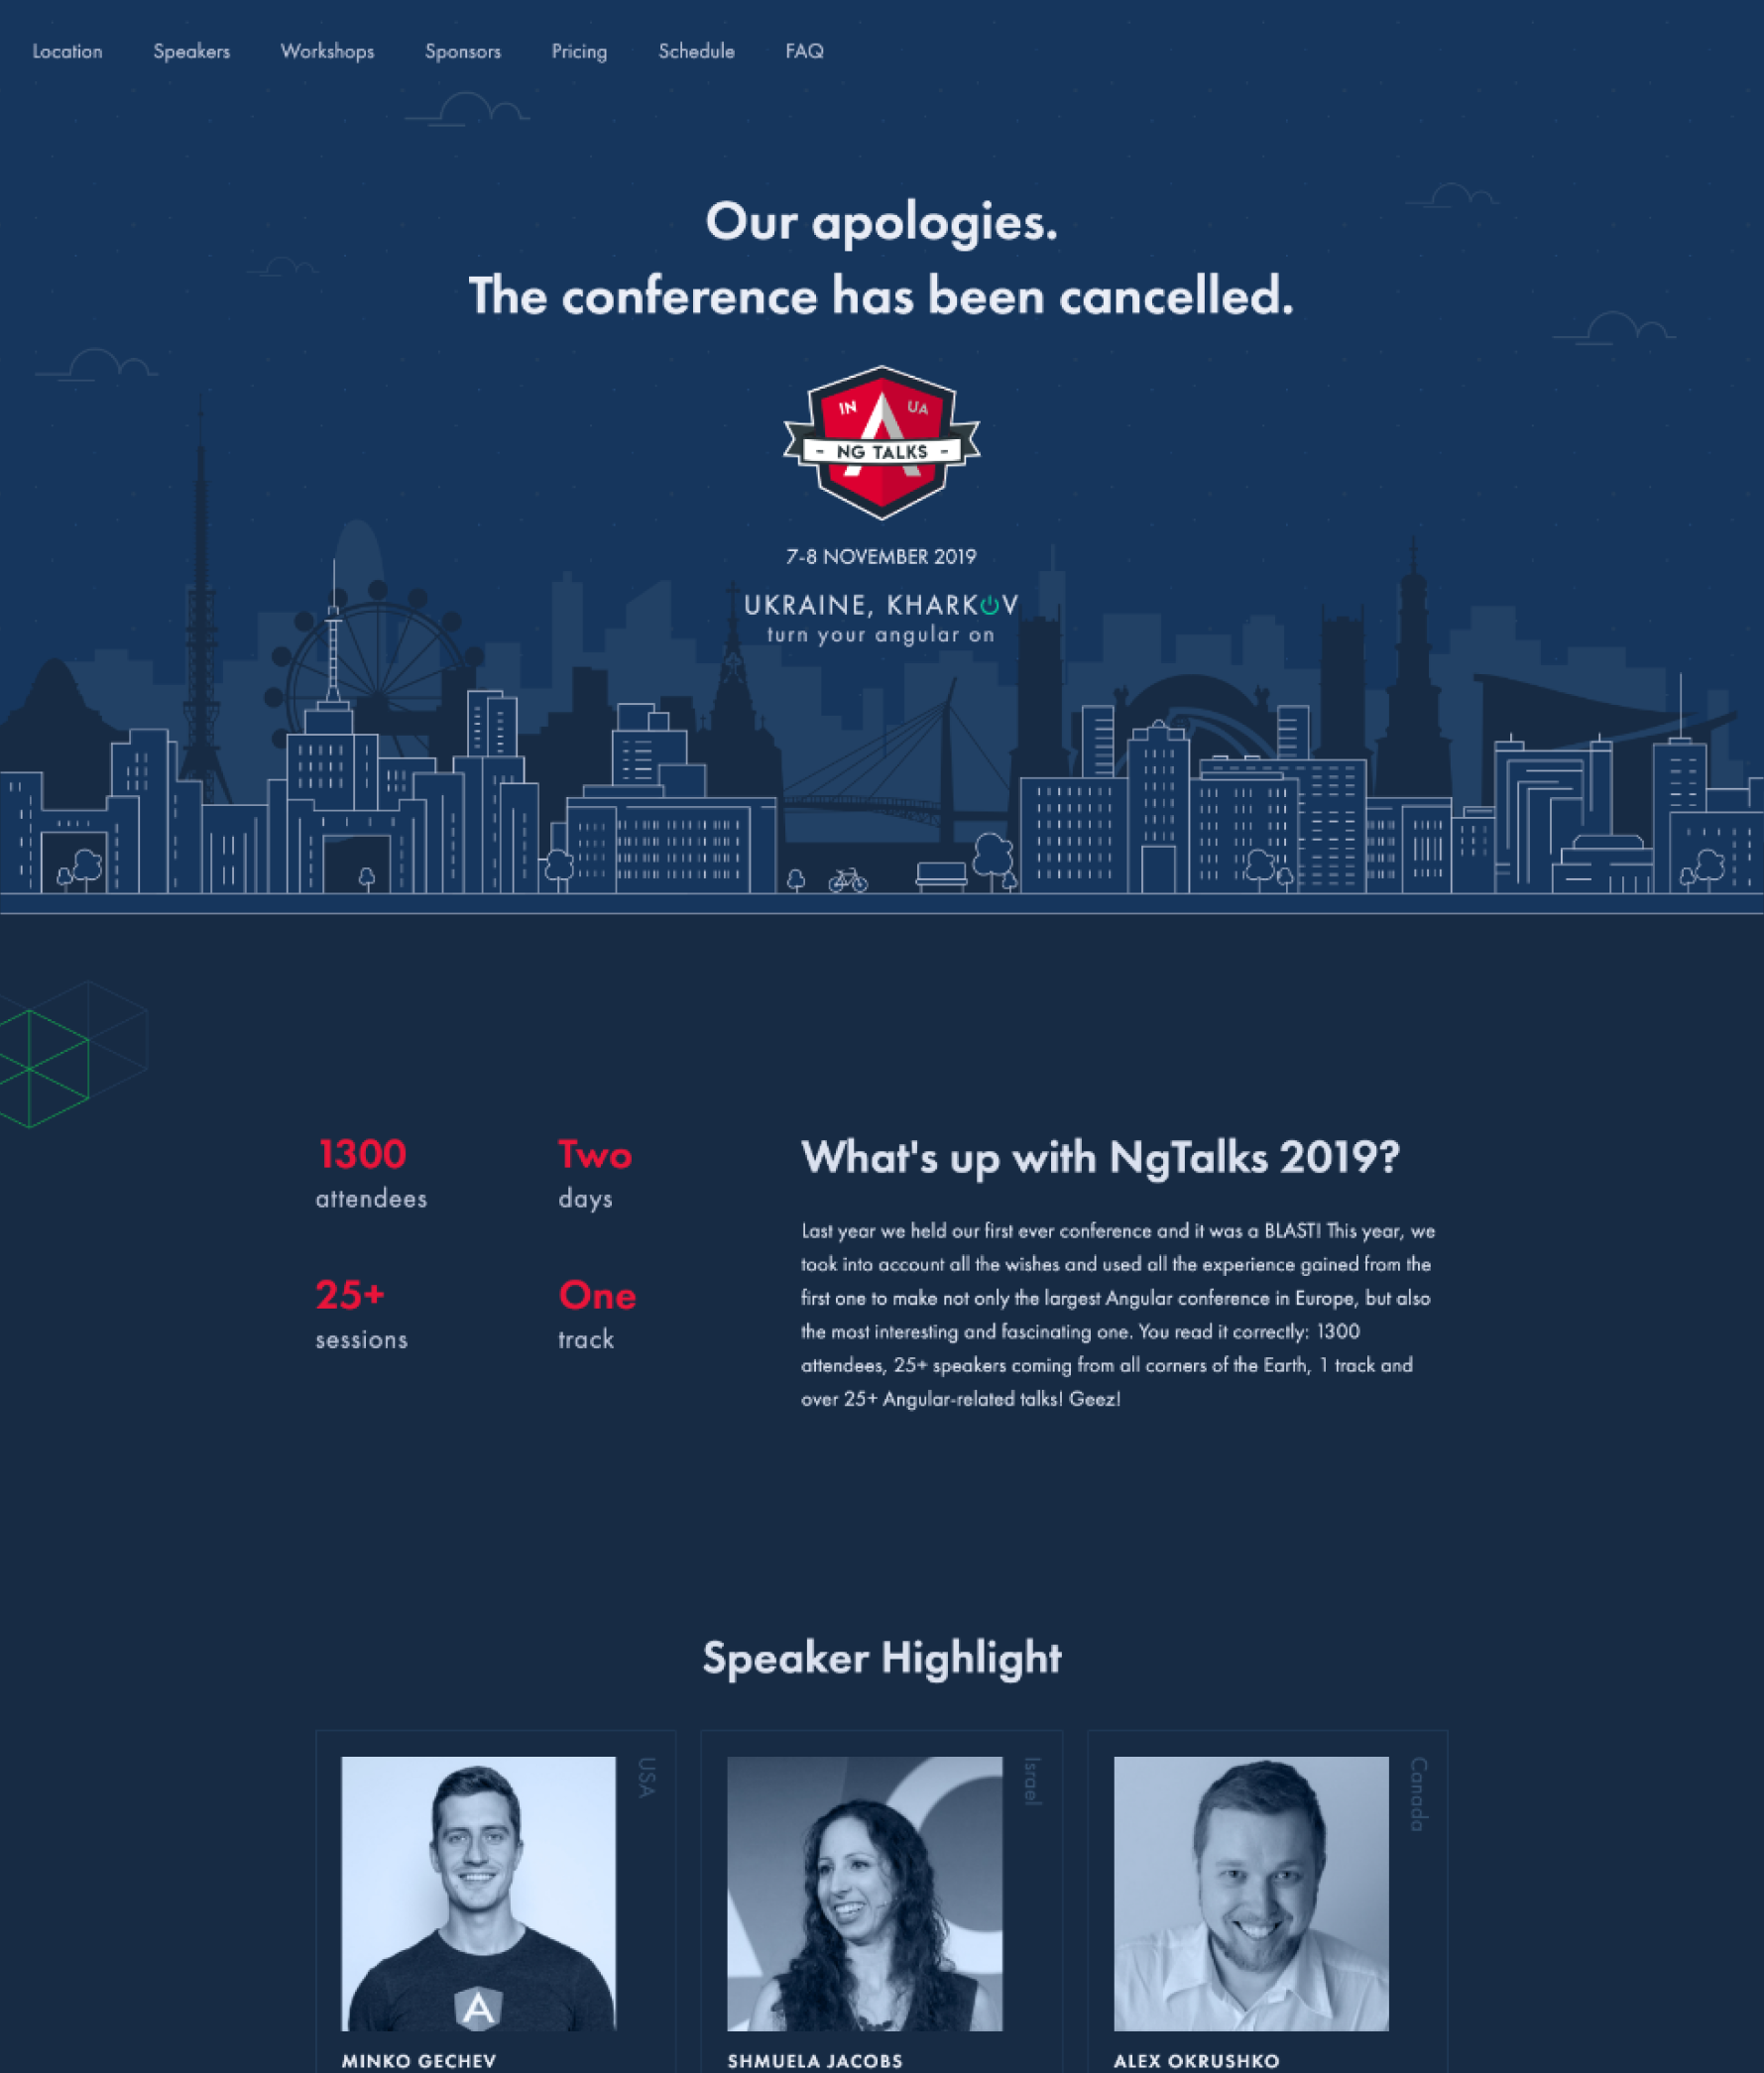 Location Speakers Workshops Sponsors Pricing Schedule FAQ
Our apologies.
The conference has been cancelled.
IN UA
- NG TALKS -
7-8 NOVEMBER 2019
UKRAINE, KHARKOV
turn your angular on
1300
attendees
Two
days
25+
sessions
One
track
What's up with NgTalks 2019?
Last year we held our first ever conference and it was a BLAST! This year, we
took into account all the wishes and used all the experience gained from the
first one to make not only the largest Angular conference in Europe, but also
the most interesting and fascinating one. You read it correctly: 1300
attendees, 25+ speakers coming from all corners of the Earth, 1 track and
over 25+ Angular-related talks! Geez!
Speaker Highlight
USA
Israel
Canada
A
MINKO GECHEV
SHMUELA JACOBS
ALEX OKRUSHKO